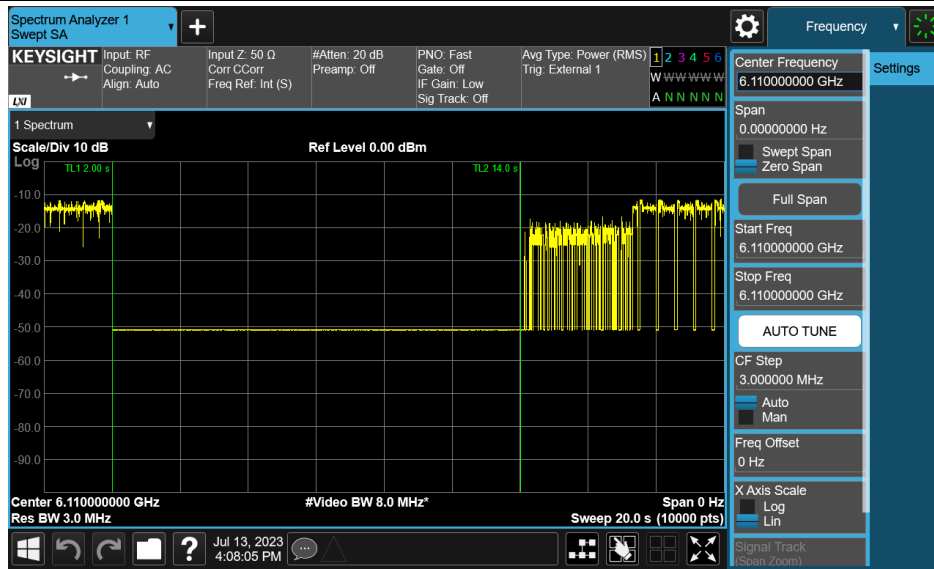 Spectrum Analyzer 1
Swept SA
Frequency
KEYSIGHT
LXI
Input: RF
Coupling: AC
Align: Auto
Input Z: 50 Ω
Corr CCorr
Freq Ref: Int (S)
#Atten: 20 dB
Preamp: Off
PNO: Fast
Gate: Off
IF Gain: Low
Sig Track: Off
Avg Type: Power (RMS)
Trig: External 1
1 2 3 4 5 6
W W W W W W
A N N N N N
1 Spectrum
Scale/Div 10 dB
Ref Level 0.00 dBm
Log
TL1 2.00 s
TL2 14.0 s
-10.0
-20.0
-30.0
-40.0
-50.0
-60.0
-70.0
-80.0
-90.0
Center 6.110000000 GHz
#Video BW 8.0 MHz*
Span 0 Hz
Res BW 3.0 MHz
Sweep 20.0 s (10000 pts)
Jul 13, 2023
4:08:05 PM
Center Frequency
6.110000000 GHz
Settings
Span
0.00000000 Hz
Swept Span
Zero Span
Full Span
Start Freq
6.110000000 GHz
Stop Freq
6.110000000 GHz
AUTO TUNE
CF Step
3.000000 MHz
Auto
Man
Freq Offset
0 Hz
X Axis Scale
Log
Lin
Signal Track
(Span Zoom)